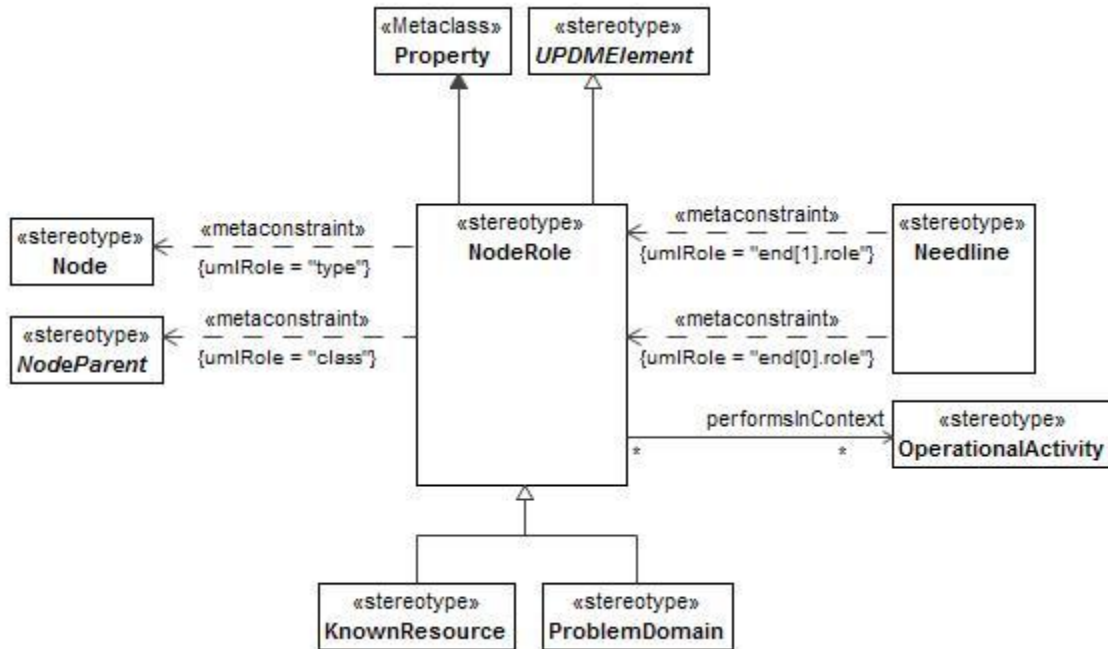 «Metaclass»
Property
«stereotype»
UPDMElement
«stereotype»
Node
«metaconstraint»
{umlRole = "type"}
«stereotype»
NodeParent
«metaconstraint»
{umlRole = "class"}
«stereotype»
NodeRole
«metaconstraint»
{umlRole = "end[1].role"}
«metaconstraint»
{umlRole = "end[0].role"}
«stereotype»
Needline
performsInContext
*
*
«stereotype»
OperationalActivity
«stereotype»
KnownResource
«stereotype»
ProblemDomain